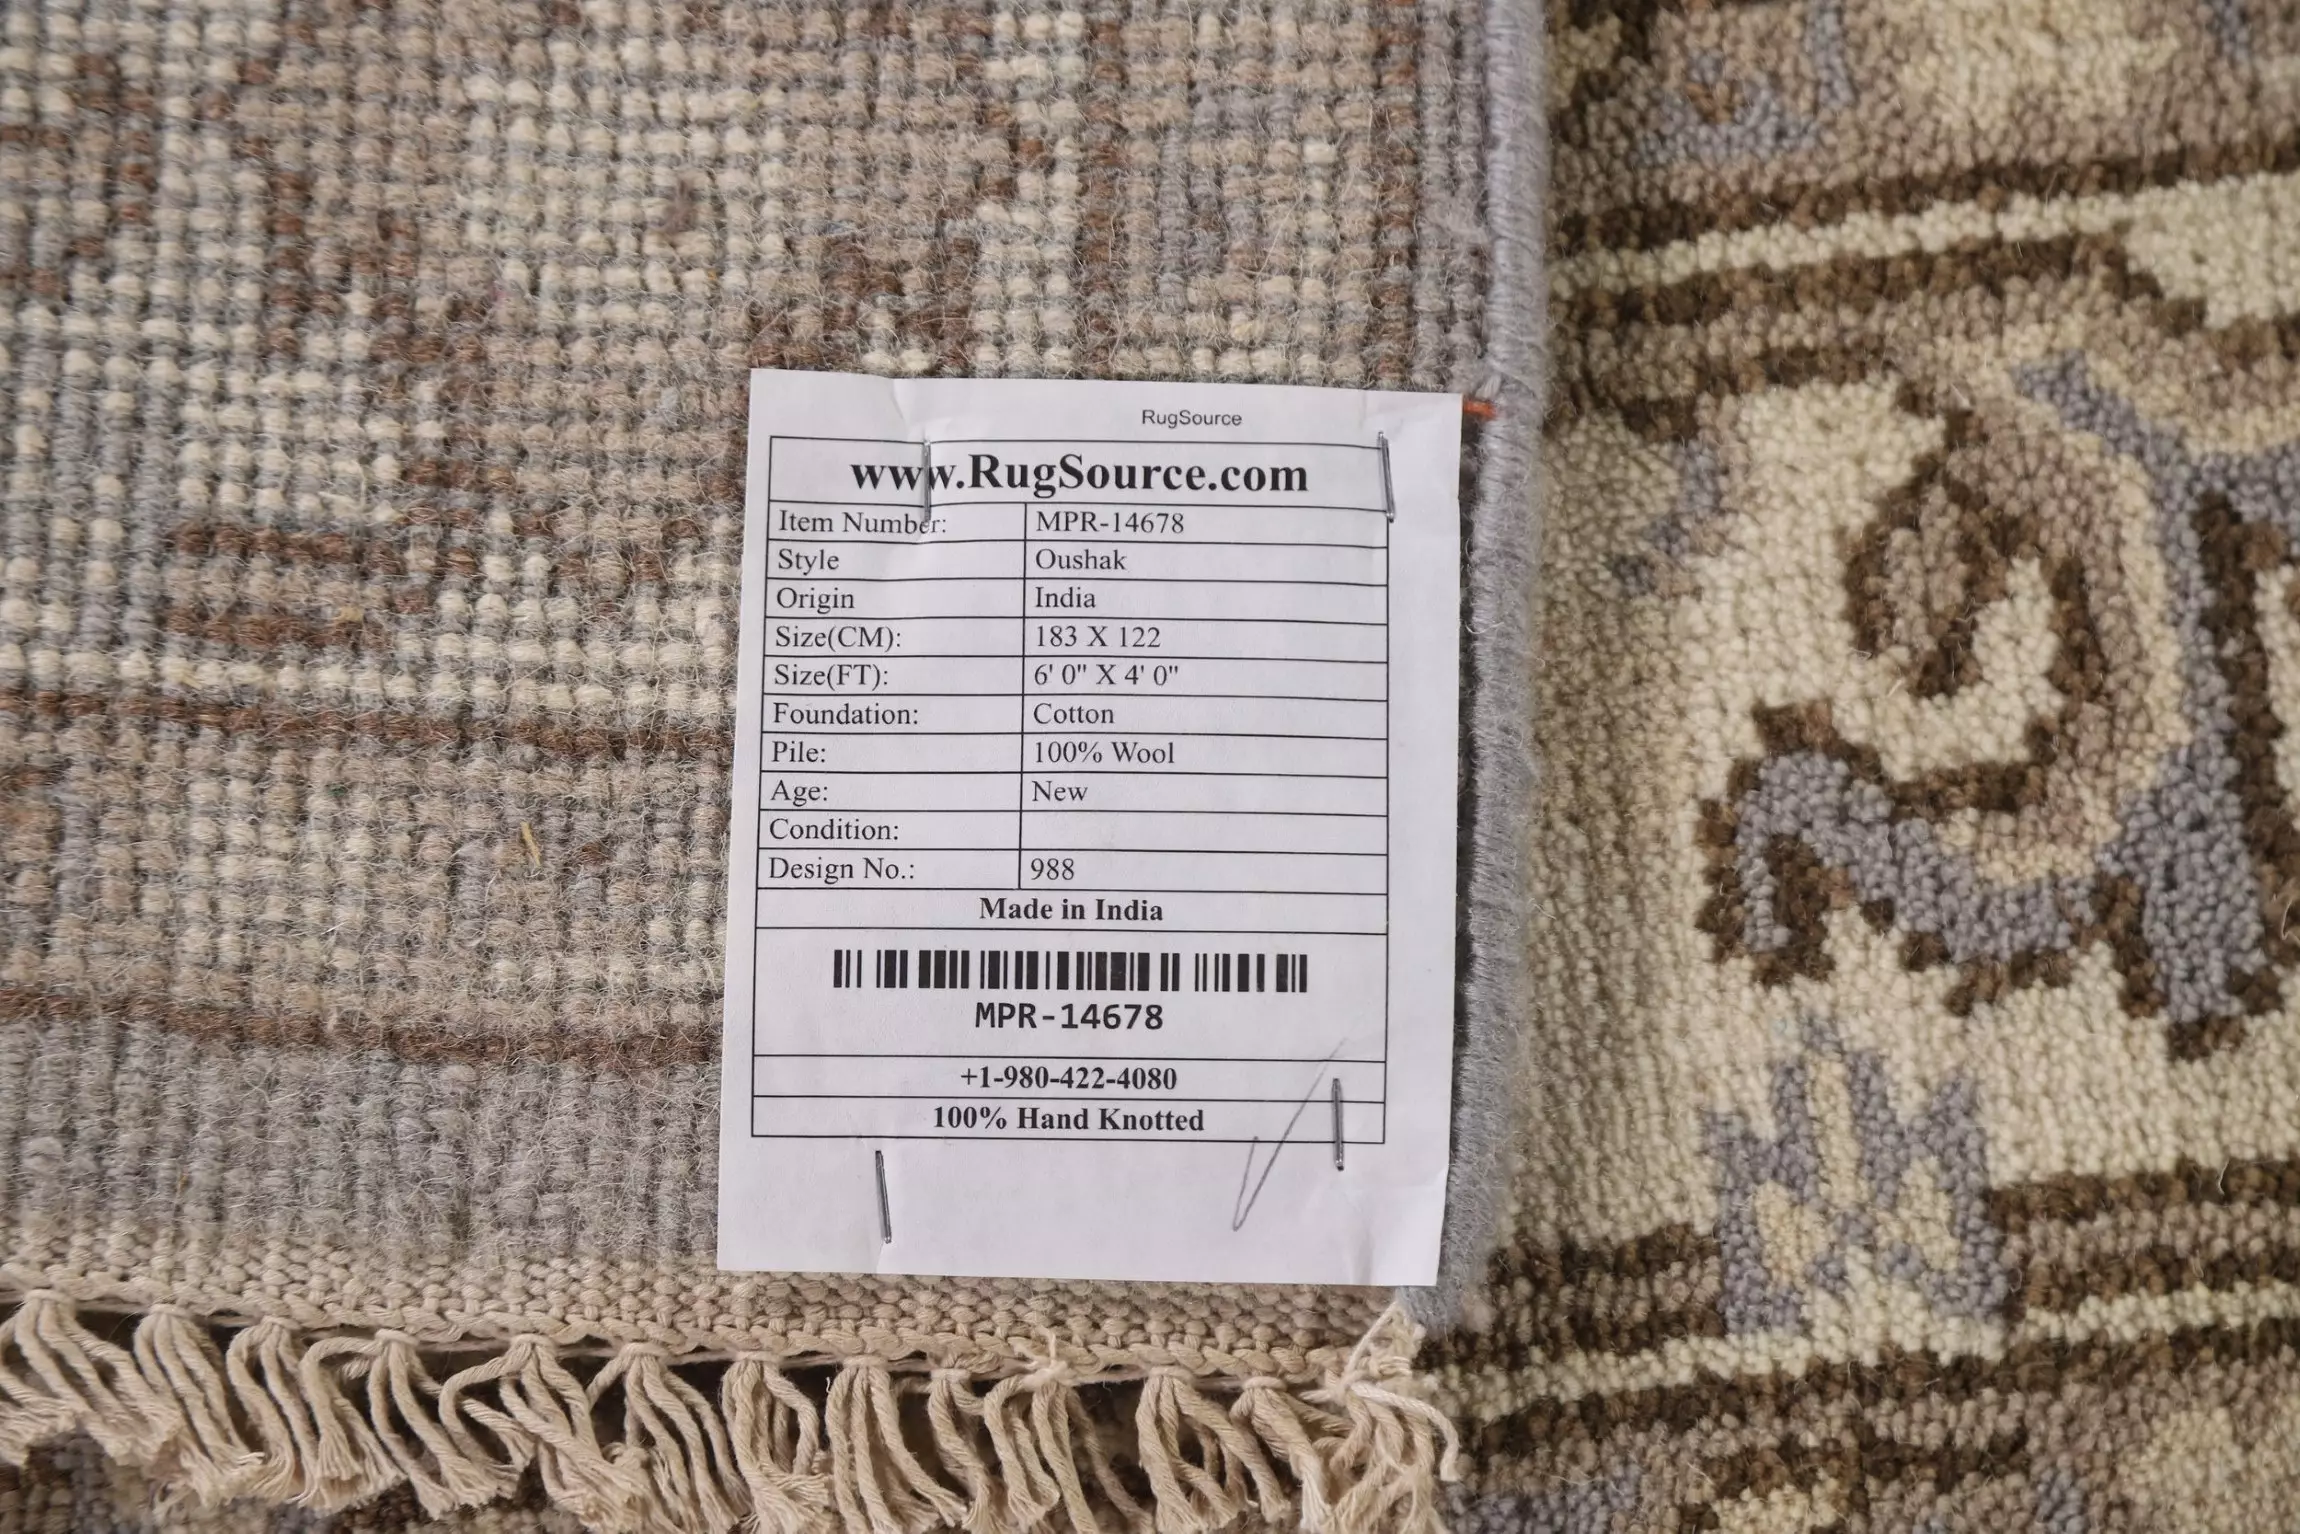 RugSource
www.RugSource.com
Item Number: MPR-14678
Style Oushak
Origin India
Size(CM): 183 X 122
Size(FT): 6' 0" X 4' 0"
Foundation: Cotton
Pile: 100% Wool
Age: New
Condition:
Design No.: 988
Made in India
MPR-14678
+1-980-422-4080
100% Hand Knotted